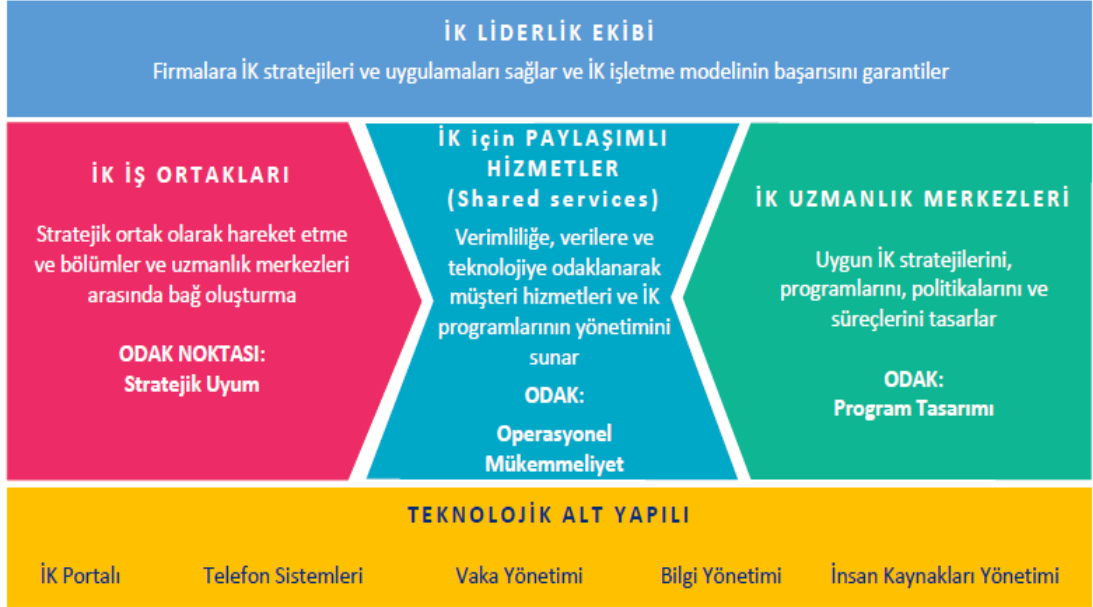 İK LİDERLİK EKİBİ
Firmalara İK stratejileri ve uygulamaları sağlar ve İK işletme modelinin başarısını garantiler
İK İŞ ORTAKLARI
Stratejik ortak olarak hareket etme
ve bölümler ve uzmanlık merkezleri
arasında bağ oluşturma
ODAK NOKTASI:
Stratejik Uyum
İK için PAYLAŞIMLI
HİZMETLER
(Shared services)
Verimliliğe, verilere ve
teknolojiye odaklanarak
müşteri hizmetleri ve İK
programlarının yönetimini
sunar
ODAK:
Operasyonel
Mükemmeliyet
İK UZMANLIK MERKEZLERİ
Uygun İK stratejilerini,
programlarını, politikalarını ve
süreçlerini tasarlar
ODAK:
Program Tasarımı
TEKNOLOJİK ALT YAPILI
İK Portalı Telefon Sistemleri Vaka Yönetimi Bilgi Yönetimi İnsan Kaynakları Yönetimi